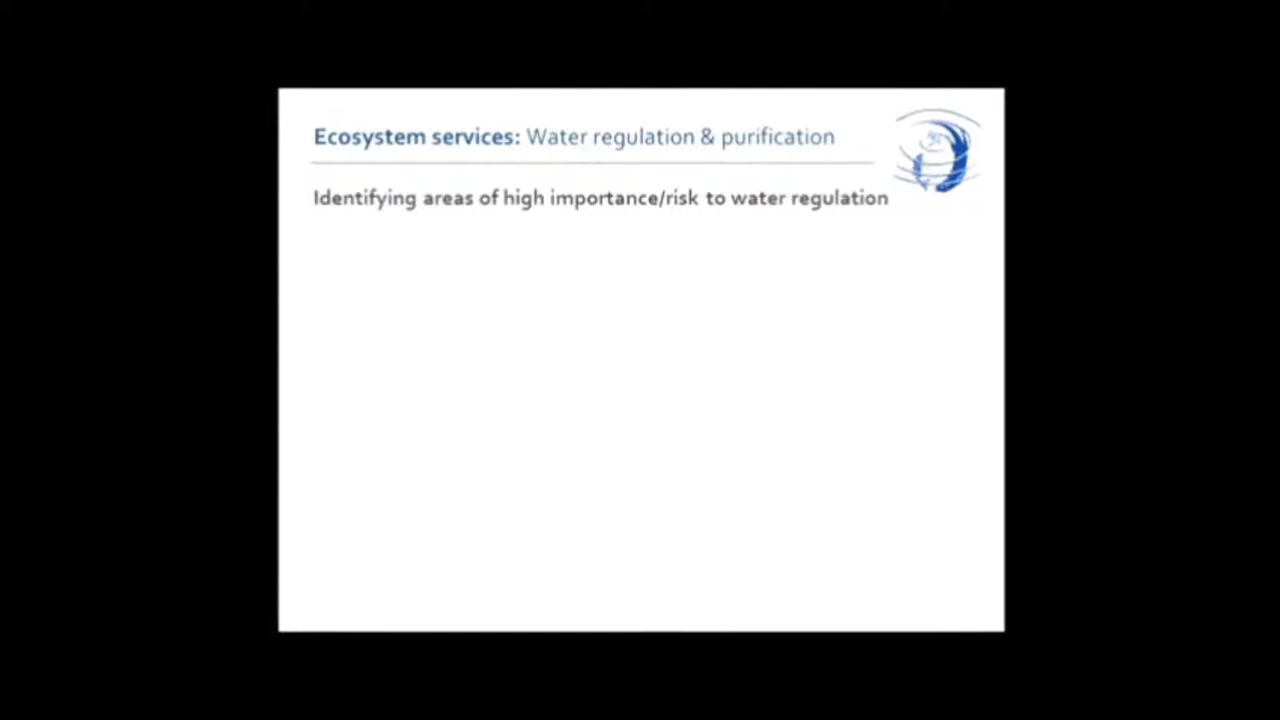 Ecosystem services: Water regulation & purification
Identifying areas of high importance/risk to water regulation